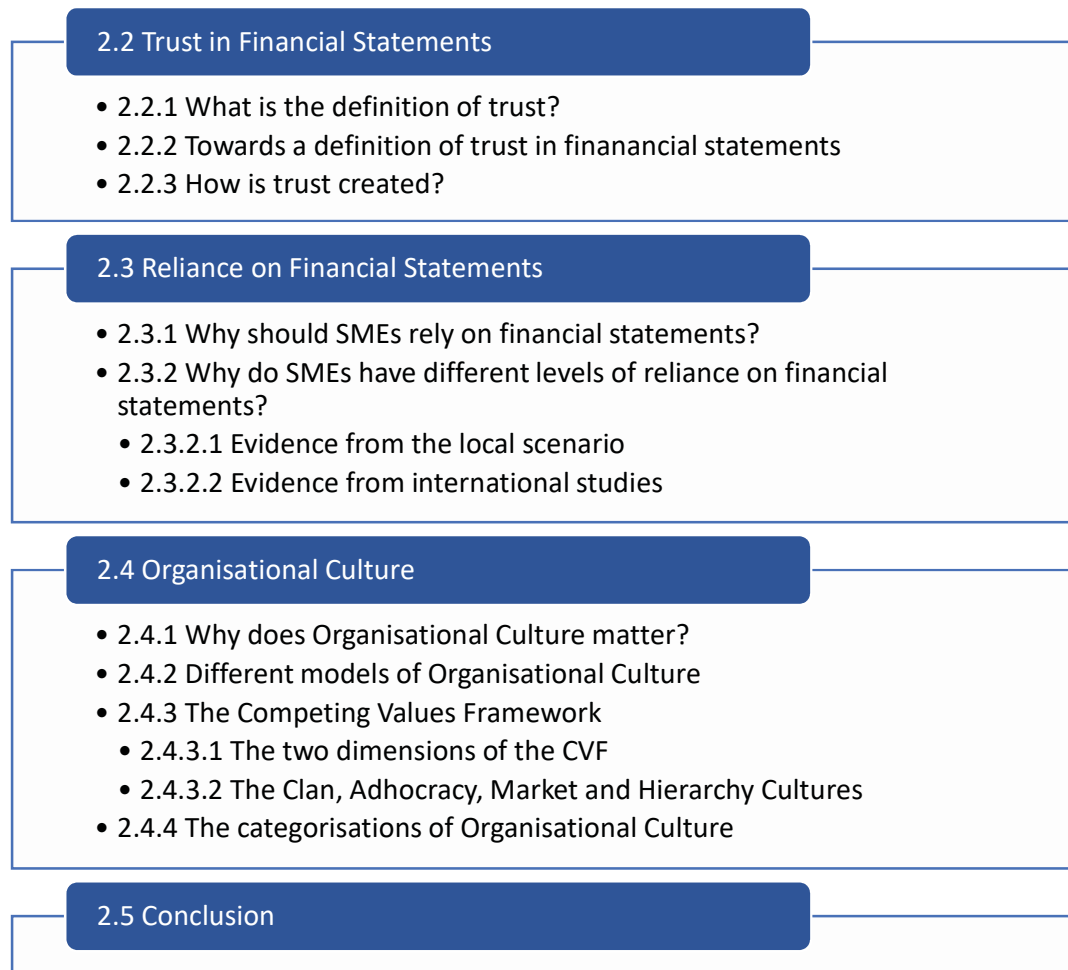 2.2 Trust in Financial Statements
• 2.2.1 What is the definition of trust?
• 2.2.2 Towards a definition of trust in finanancial statements
• 2.2.3 How is trust created?
2.3 Reliance on Financial Statements
• 2.3.1 Why should SMEs rely on financial statements?
• 2.3.2 Why do SMEs have different levels of reliance on financial
statements?
• 2.3.2.1 Evidence from the local scenario
• 2.3.2.2 Evidence from international studies
2.4 Organisational Culture
• 2.4.1 Why does Organisational Culture matter?
• 2.4.2 Different models of Organisational Culture
• 2.4.3 The Competing Values Framework
• 2.4.3.1 The two dimensions of the CVF
• 2.4.3.2 The Clan, Adhocracy, Market and Hierarchy Cultures
• 2.4.4 The categorisations of Organisational Culture
2.5 Conclusion